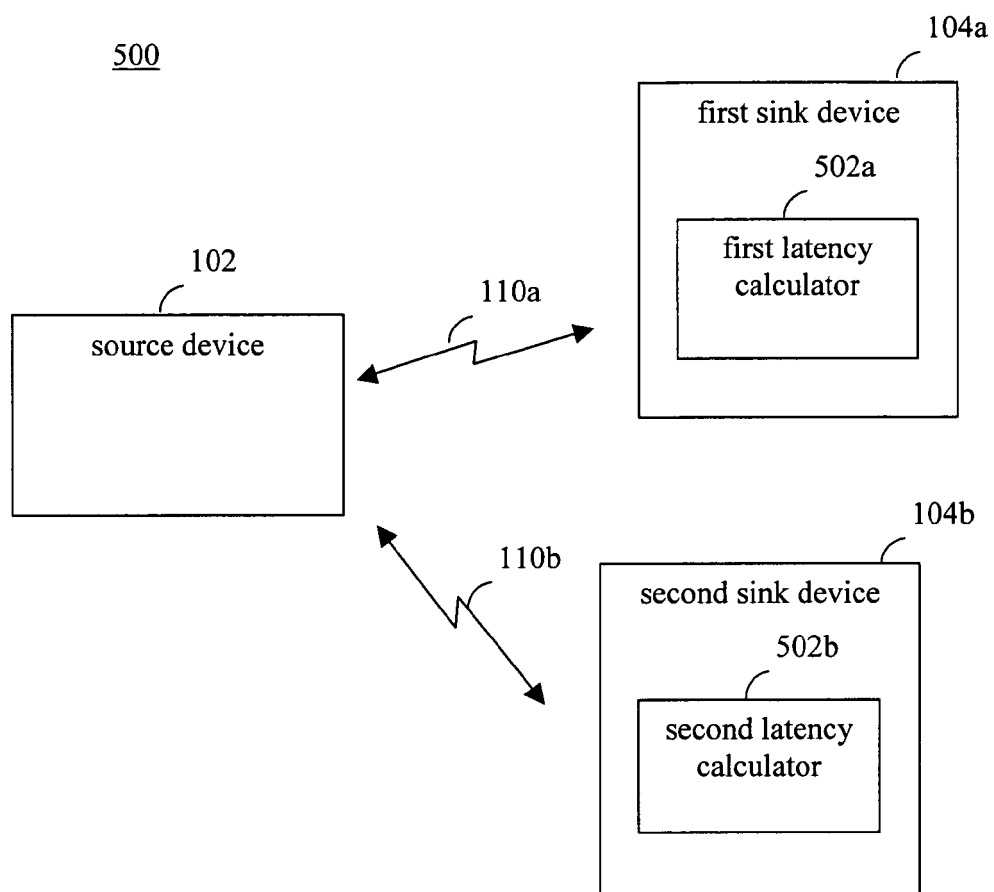 500
104a
first sink device
502a
first latency
calculator
102
source device
110a
110b
104b
second sink device
502b
second latency
calculator